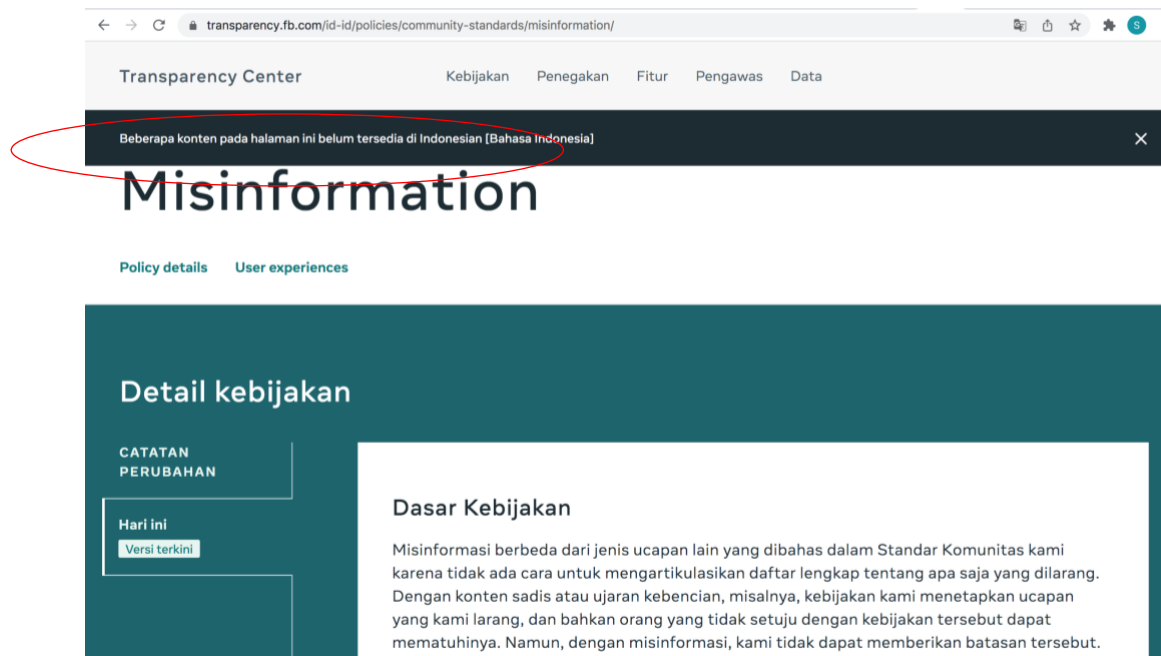 transparency.fb.com/id-id/policies/community-standards/misinformation/
S
Transparency Center
Kebijakan Penegakan Fitur Pengawas Data
Beberapa konten pada halaman ini belum tersedia di Indonesian [Bahasa Indonesia]
Misinformation
Policy details User experiences
Detail kebijakan
CATATAN
PERUBAHAN
Hari ini
Versi terkini
Dasar Kebijakan
Misinformasi berbeda dari jenis ucapan lain yang dibahas dalam Standar Komunitas kami
karena tidak ada cara untuk mengartikulasikan daftar lengkap tentang apa saja yang dilarang.
Dengan konten sadis atau ujaran kebencian, misalnya, kebijakan kami menetapkan ucapan
yang kami larang, dan bahkan orang yang tidak setuju dengan kebijakan tersebut dapat
mematuhinya. Namun, dengan misinformasi, kami tidak dapat memberikan batasan tersebut.